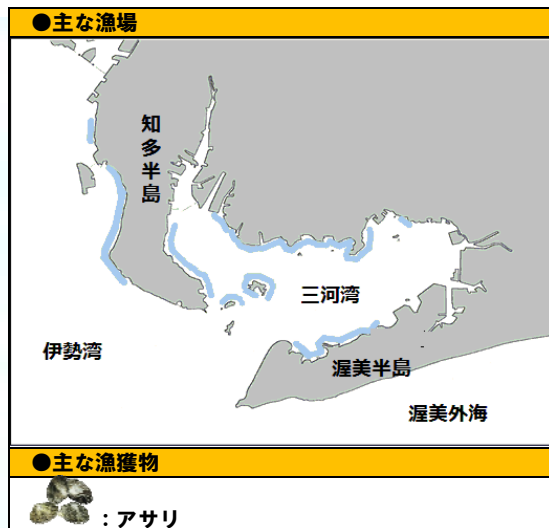 ●主な漁場
知多半島
三河湾
伊勢湾
渥美半島
渥美外海
●主な漁獲物
：アサリ